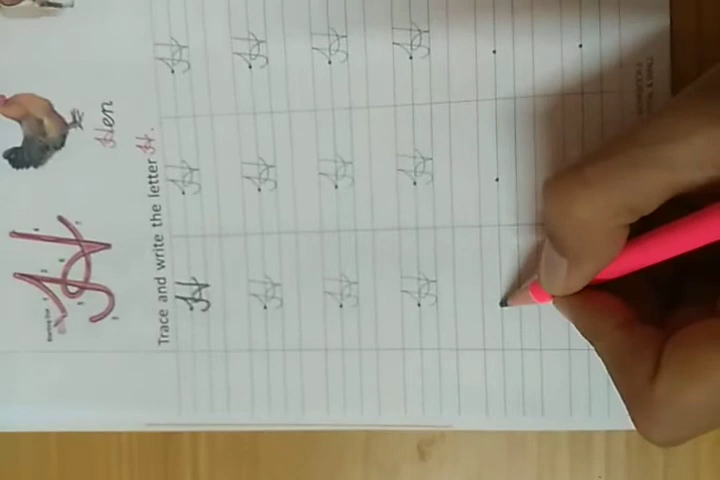 Hen
Trace and write the letter H.
H H H
H H H
H H H
H H H